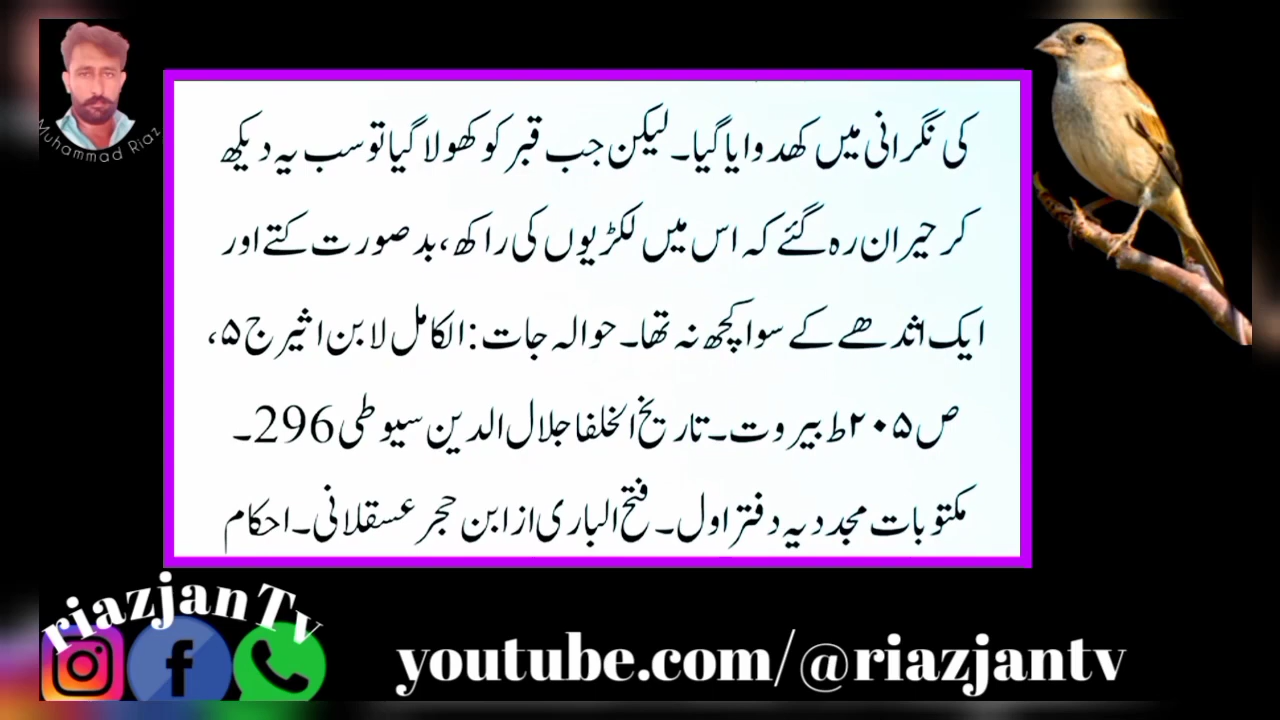 Muhammad Riaz
کی نگرانی میں کھدوایا گیا۔ لیکن جب قبر کو کھولا گیا تو سب یہ دیکھ
کر حیران رہ گئے کہ اس میں لکڑیوں کی راکھ، بد صورت کتے اور
ایک اژدھے کے سوا کچھ نہ تھا۔ حوالہ جات: الکامل لابن اثیر ج ۵،
ص ۲۰۵ ط بیروت۔ تاریخ الخلفا جلال الدین سیوطی 296۔
مکتوبات مجددیہ دفتر اول۔ فتح الباری از ابن حجر عسقلانی۔ احکام
riazjanTv
youtube.com/@riazjantv